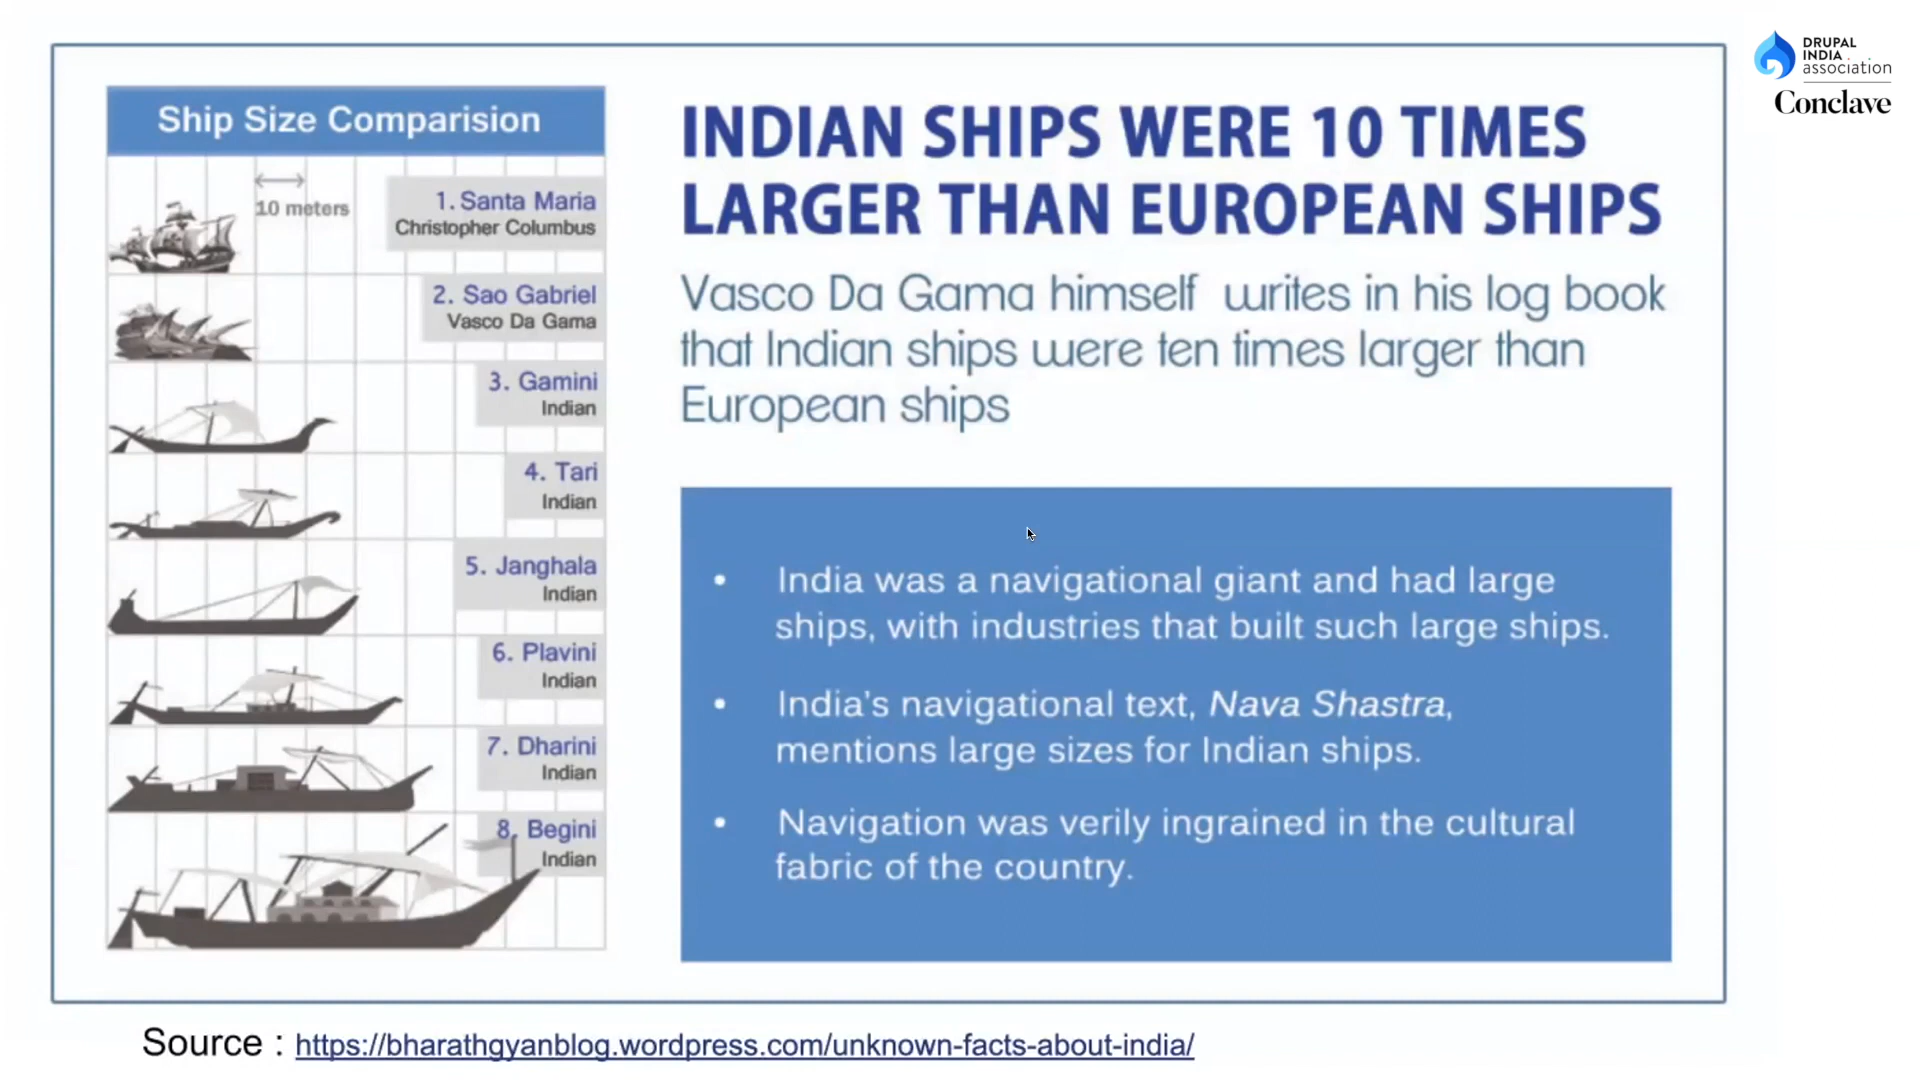 DRUPAL
INDIA
association
Conclave
Ship Size Comparision
10 meters
1. Santa Maria
Christopher Columbus
2. Sao Gabriel
Vasco Da Gama
3. Gamini
Indian
4. Tari
Indian
5. Janghala
Indian
6. Plavini
Indian
7. Dharini
Indian
8. Begini
Indian
INDIAN SHIPS WERE 10 TIMES
LARGER THAN EUROPEAN SHIPS
Vasco Da Gama himself writes in his log book
that Indian ships were ten times larger than
European ships
• India was a navigational giant and had large
ships, with industries that built such large ships.
• India's navigational text, Nava Shastra,
mentions large sizes for Indian ships.
• Navigation was verily ingrained in the cultural
fabric of the country.
Source : https://bharathgyanblog.wordpress.com/unknown-facts-about-india/